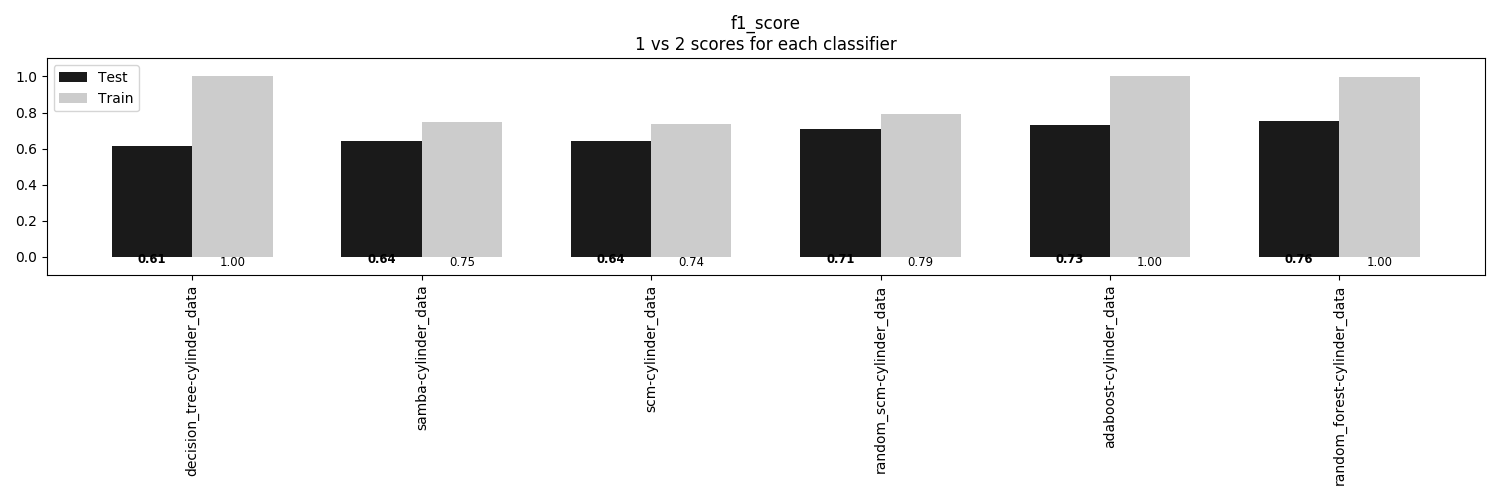 f1_score
1 vs 2 scores for each classifier
Test
Train
1.0
0.8
0.6
0.4
0.2
0.0
0.61
1.00
0.64
0.75
0.64
0.74
0.71
0.79
0.73
1.00
0.76
1.00
decision_tree-cylinder_data
samba-cylinder_data
scm-cylinder_data
random_scm-cylinder_data
adaboost-cylinder_data
random_forest-cylinder_data